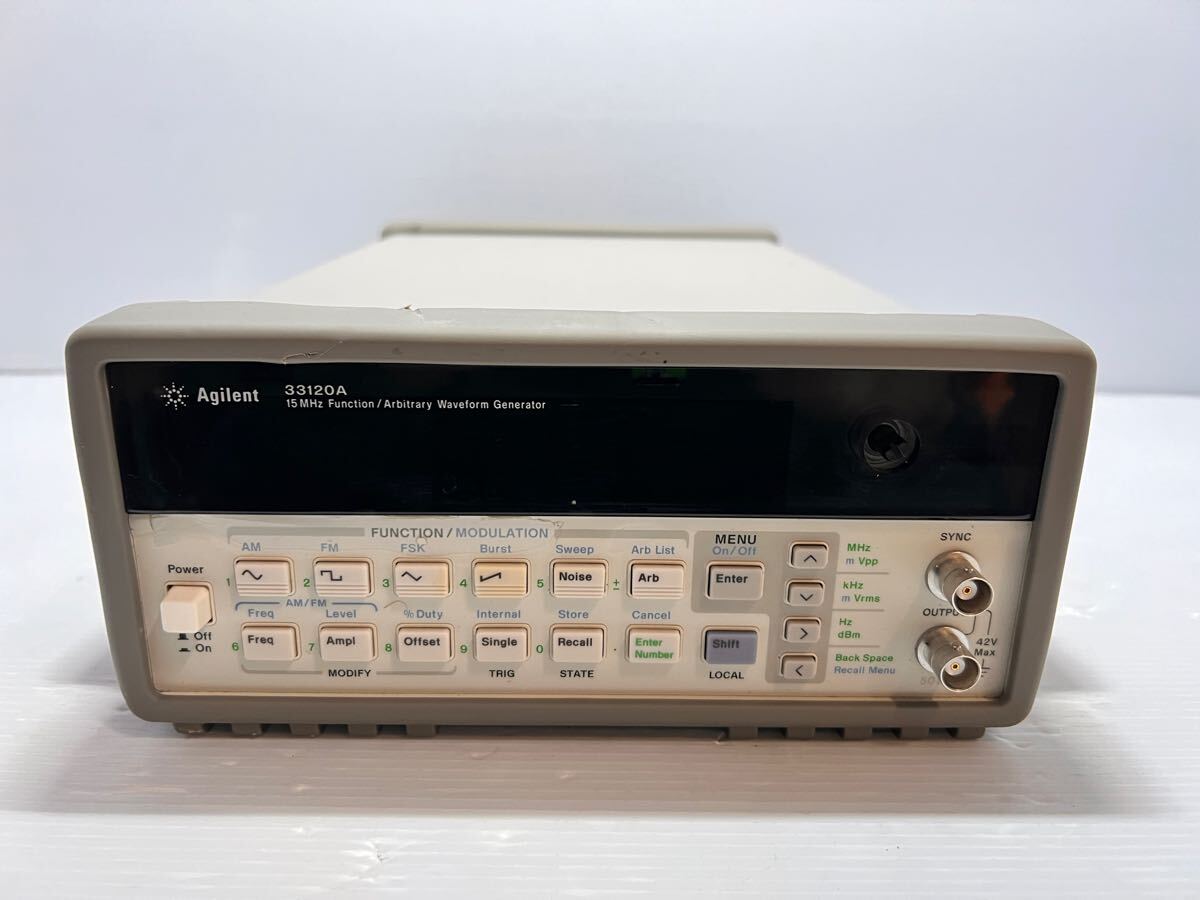 Agilent 33120A
15 MHz Function / Arbitrary Waveform Generator
FUNCTION / MODULATION
AM FM FSK Burst Sweep Arb List
1 2 3 4 5 Noise ± Arb
MENU
On/Off
Enter
MHz
m Vpp
kHz
m Vrms
Hz
dBm
Back Space
Recall Menu
SYNC
OUTPUT
42V
Max
50
Power
Off
On
AM/FM
Freq Level % Duty Internal Store Cancel
6 Freq 7 Ampl 8 Offset 9 Single 0 Recall . Enter Number
Shift
MODIFY TRIG STATE LOCAL